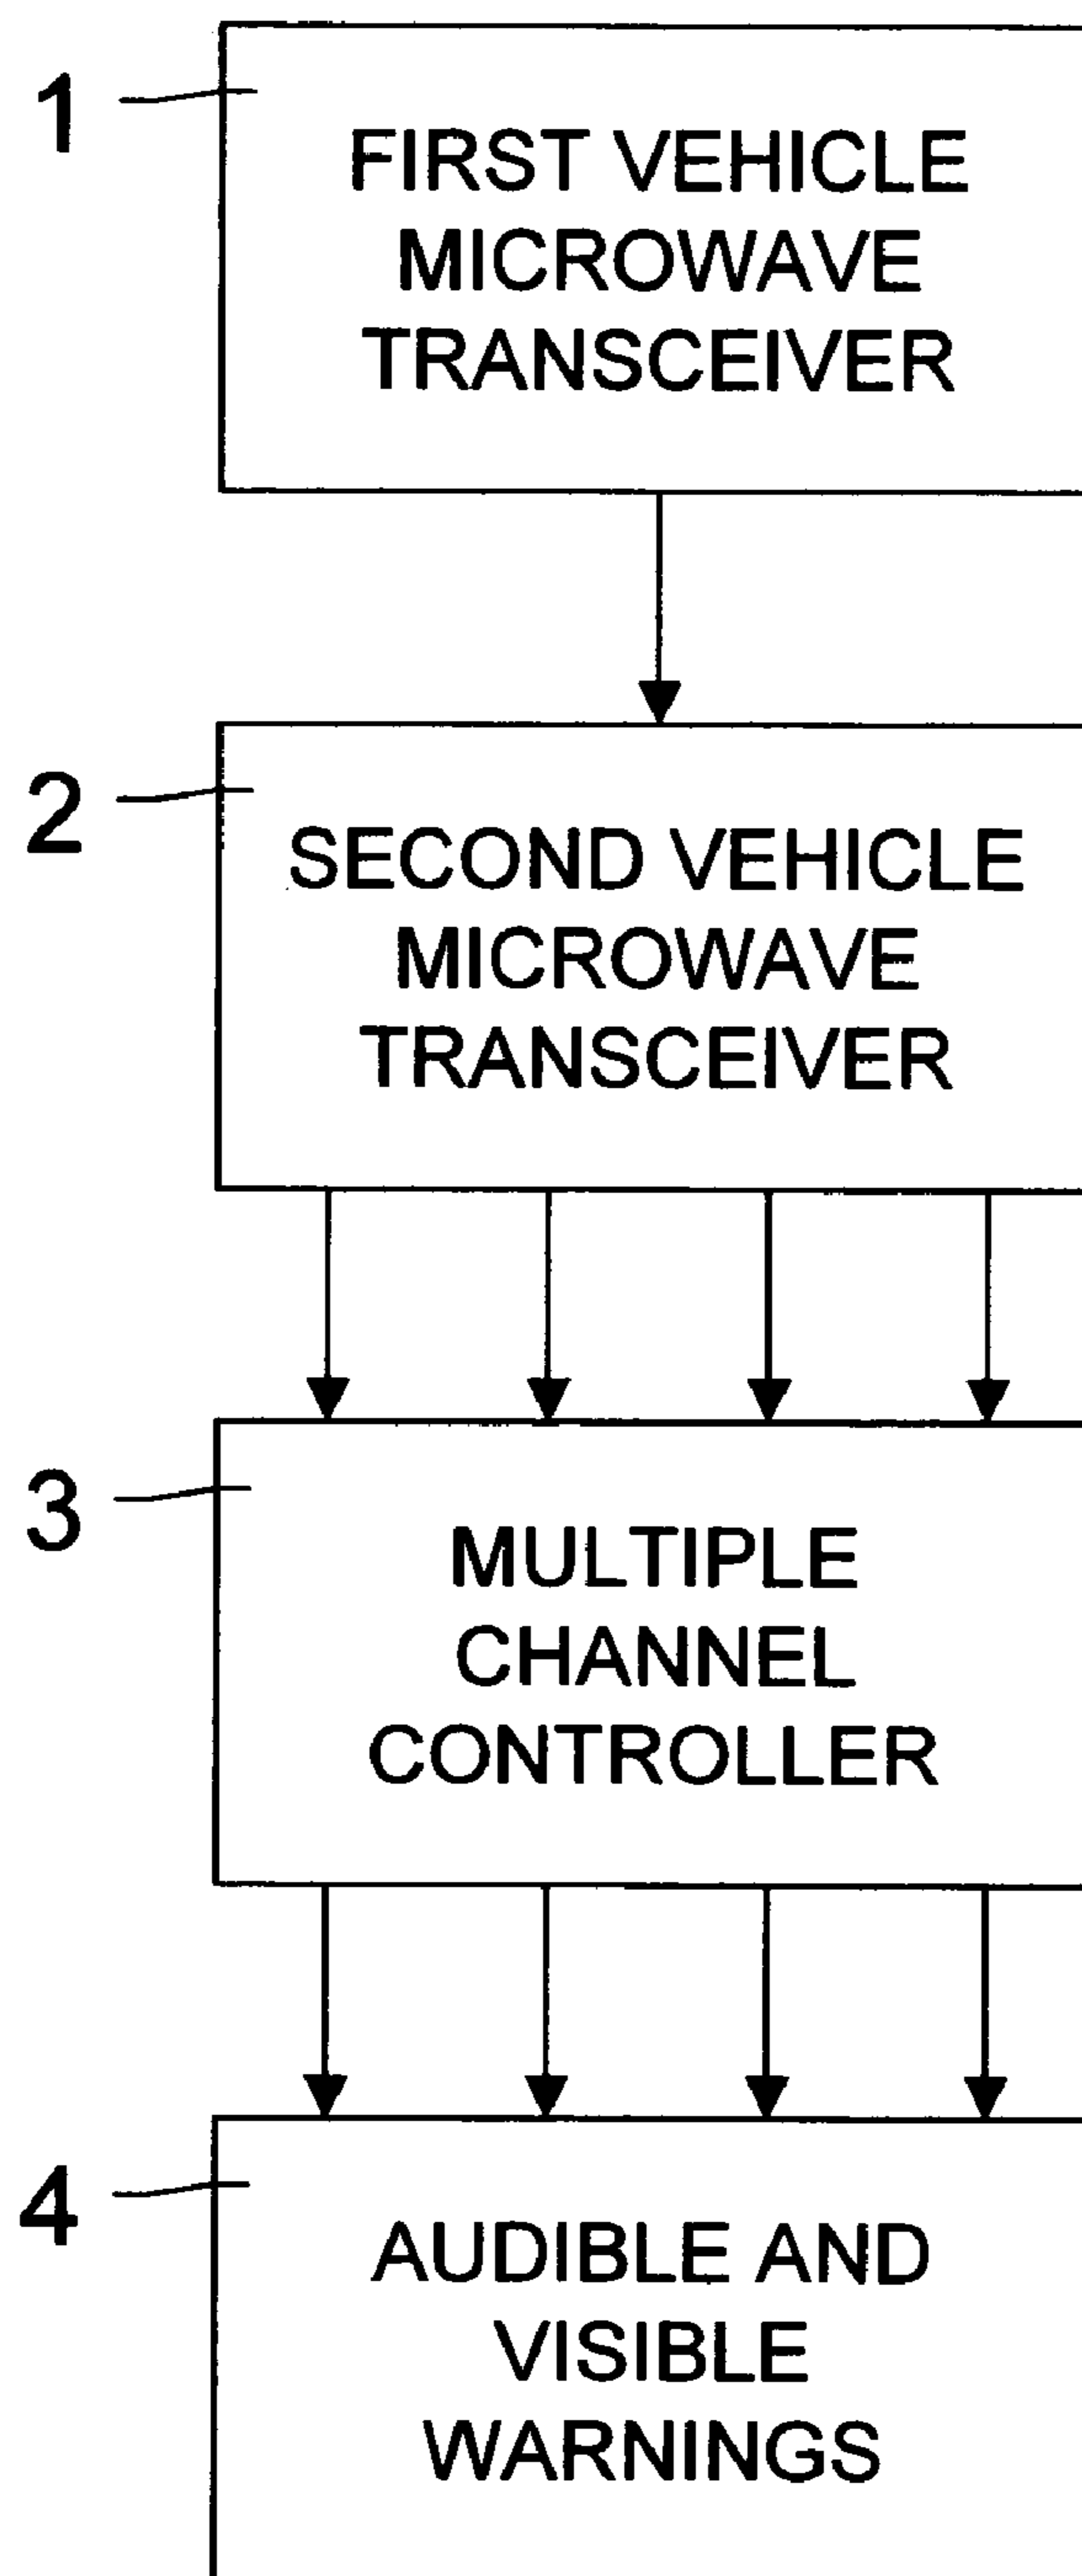 1
FIRST VEHICLE
MICROWAVE
TRANSCEIVER
2
SECOND VEHICLE
MICROWAVE
TRANSCEIVER
3
MULTIPLE
CHANNEL
CONTROLLER
4
AUDIBLE AND
VISIBLE
WARNINGS